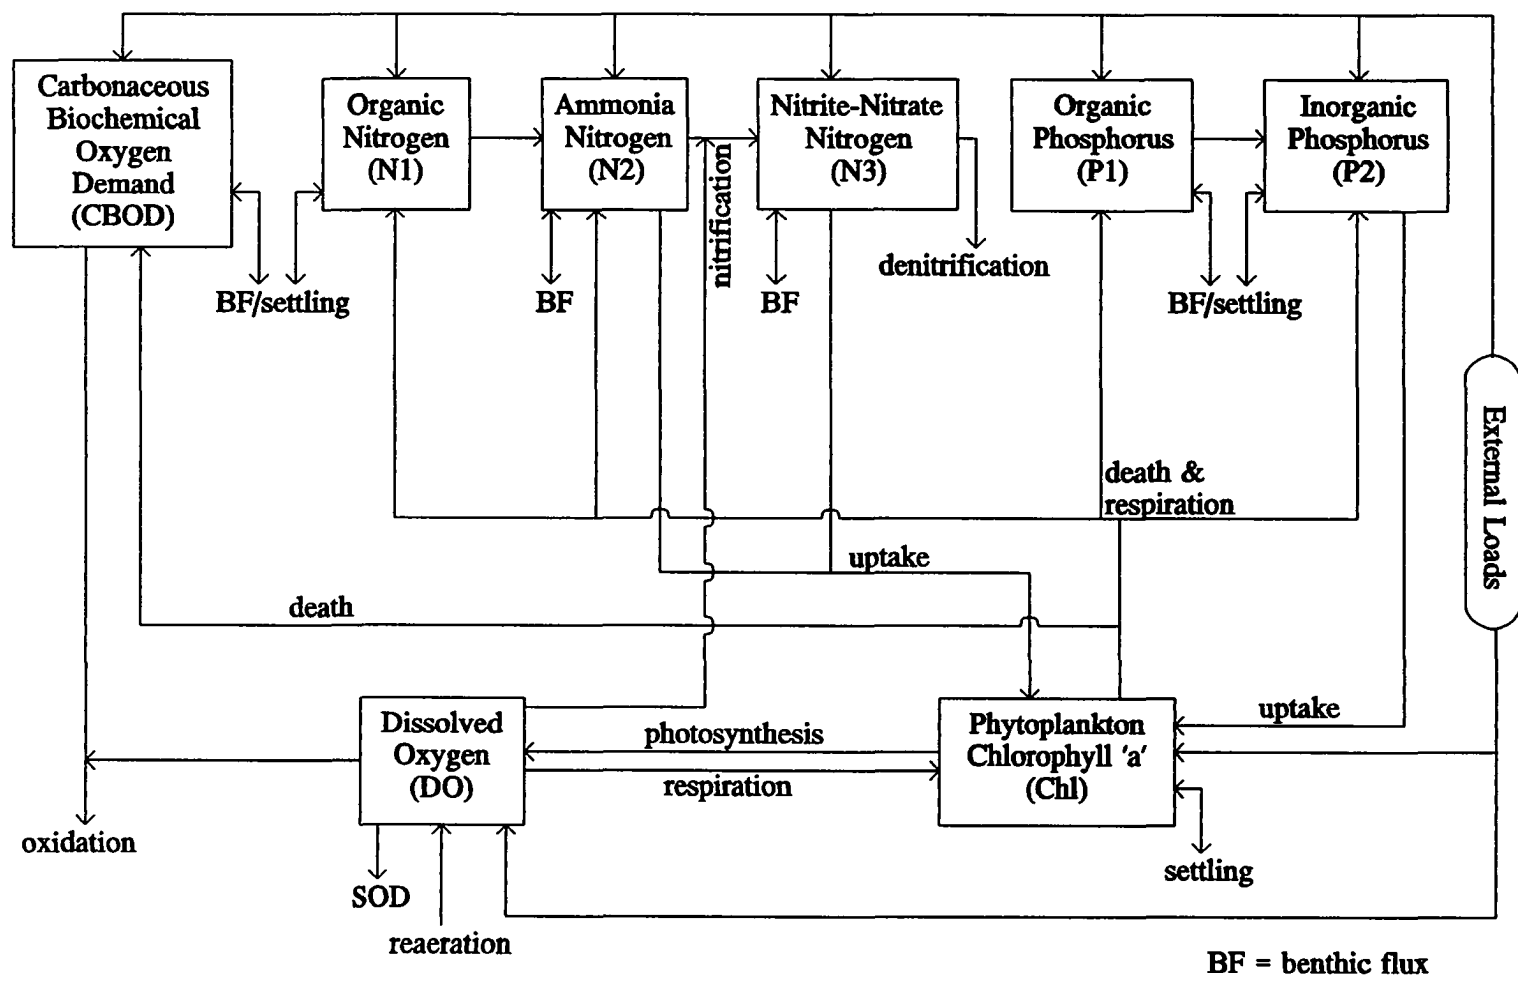 Carbonaceous
Biochemical
Oxygen
Demand
(CBOD)
Organic
Nitrogen
(N1)
Ammonia
Nitrogen
(N2)
Nitrite-Nitrate
Nitrogen
(N3)
Organic
Phosphorus
(P1)
Inorganic
Phosphorus
(P2)
nitrification
denitrification
BF/settling
BF
BF
BF/settling
External Loads
death &
respiration
uptake
death
Dissolved
Oxygen
(DO)
photosynthesis
respiration
Phytoplankton
Chlorophyll 'a'
(Chl)
uptake
oxidation
SOD
reaeration
settling
BF = benthic flux